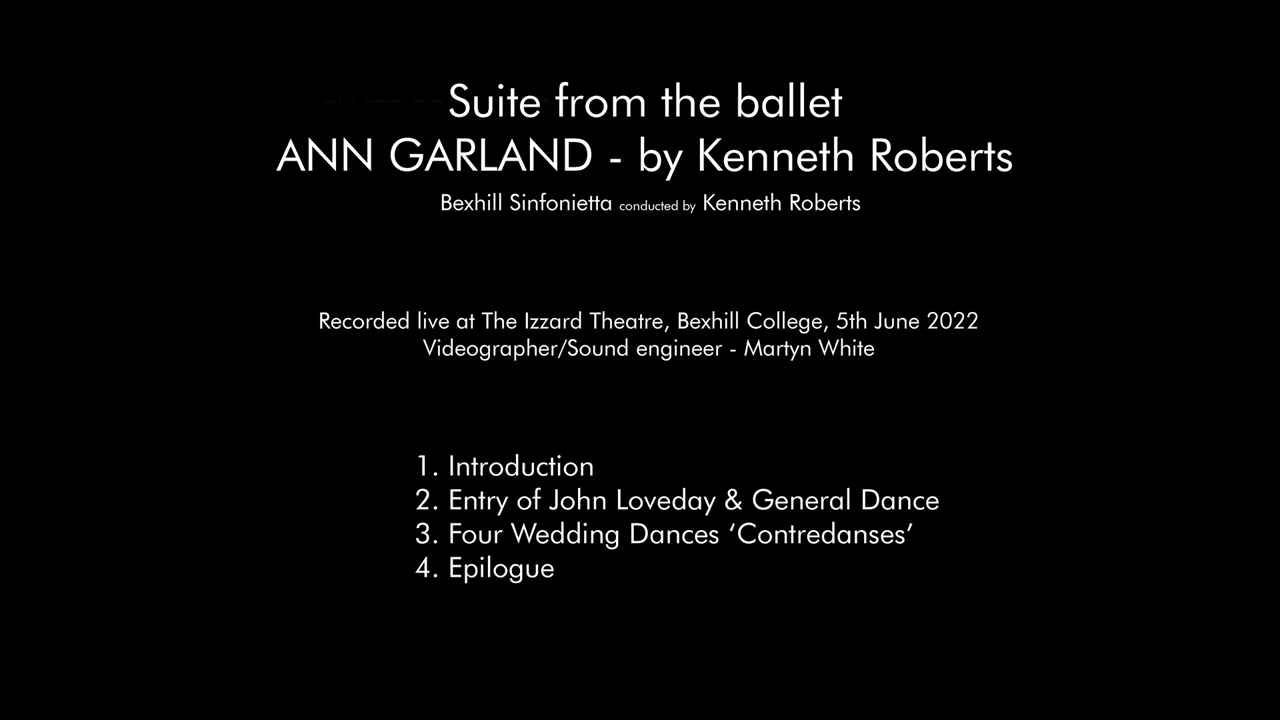 Suite from the ballet
ANN GARLAND - by Kenneth Roberts
Bexhill Sinfonietta conducted by Kenneth Roberts
Recorded live at The Izzard Theatre, Bexhill College, 5th June 2022
Videographer/Sound engineer - Martyn White
1. Introduction
2. Entry of John Loveday & General Dance
3. Four Wedding Dances ‘Contredanses’
4. Epilogue